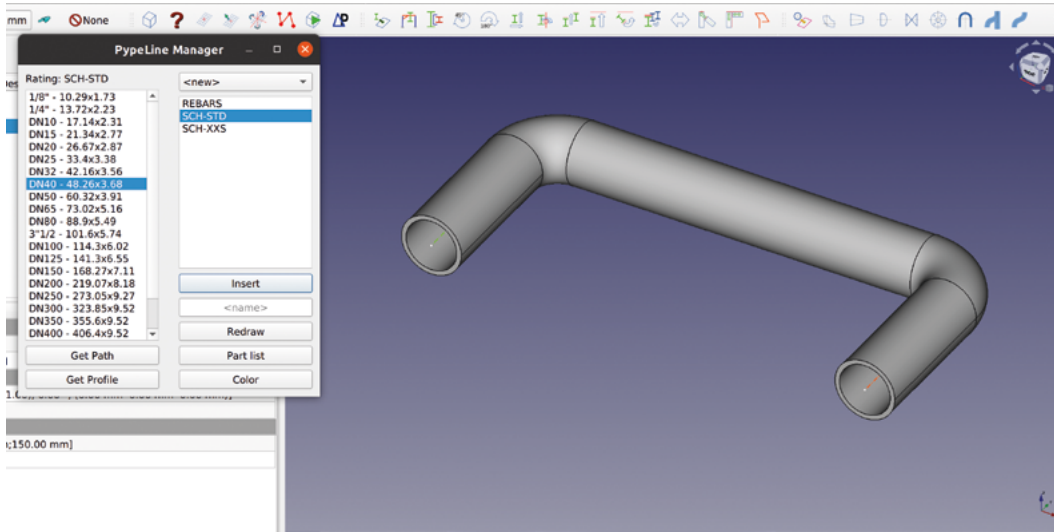 mm
None
PypeLine Manager
Rating: SCH-STD
<new>
1/8" - 10.29x1.73
1/4" - 13.72x2.23
DN10 - 17.14x2.31
DN15 - 21.34x2.77
DN20 - 26.67x2.87
DN25 - 33.4x3.38
DN32 - 42.16x3.56
DN40 - 48.26x3.68
DN50 - 60.32x3.91
DN65 - 73.02x5.16
DN80 - 88.9x5.49
3"1/2 - 101.6x5.74
DN100 - 114.3x6.02
DN125 - 141.3x6.55
DN150 - 168.27x7.11
DN200 - 219.07x8.18
DN250 - 273.05x9.27
DN300 - 323.85x9.52
DN350 - 355.6x9.52
DN400 - 406.4x9.52
REBARS
SCH-STD
SCH-XXS
Insert
<name>
Redraw
Get Path
Part list
Get Profile
Color
;150.00 mm]